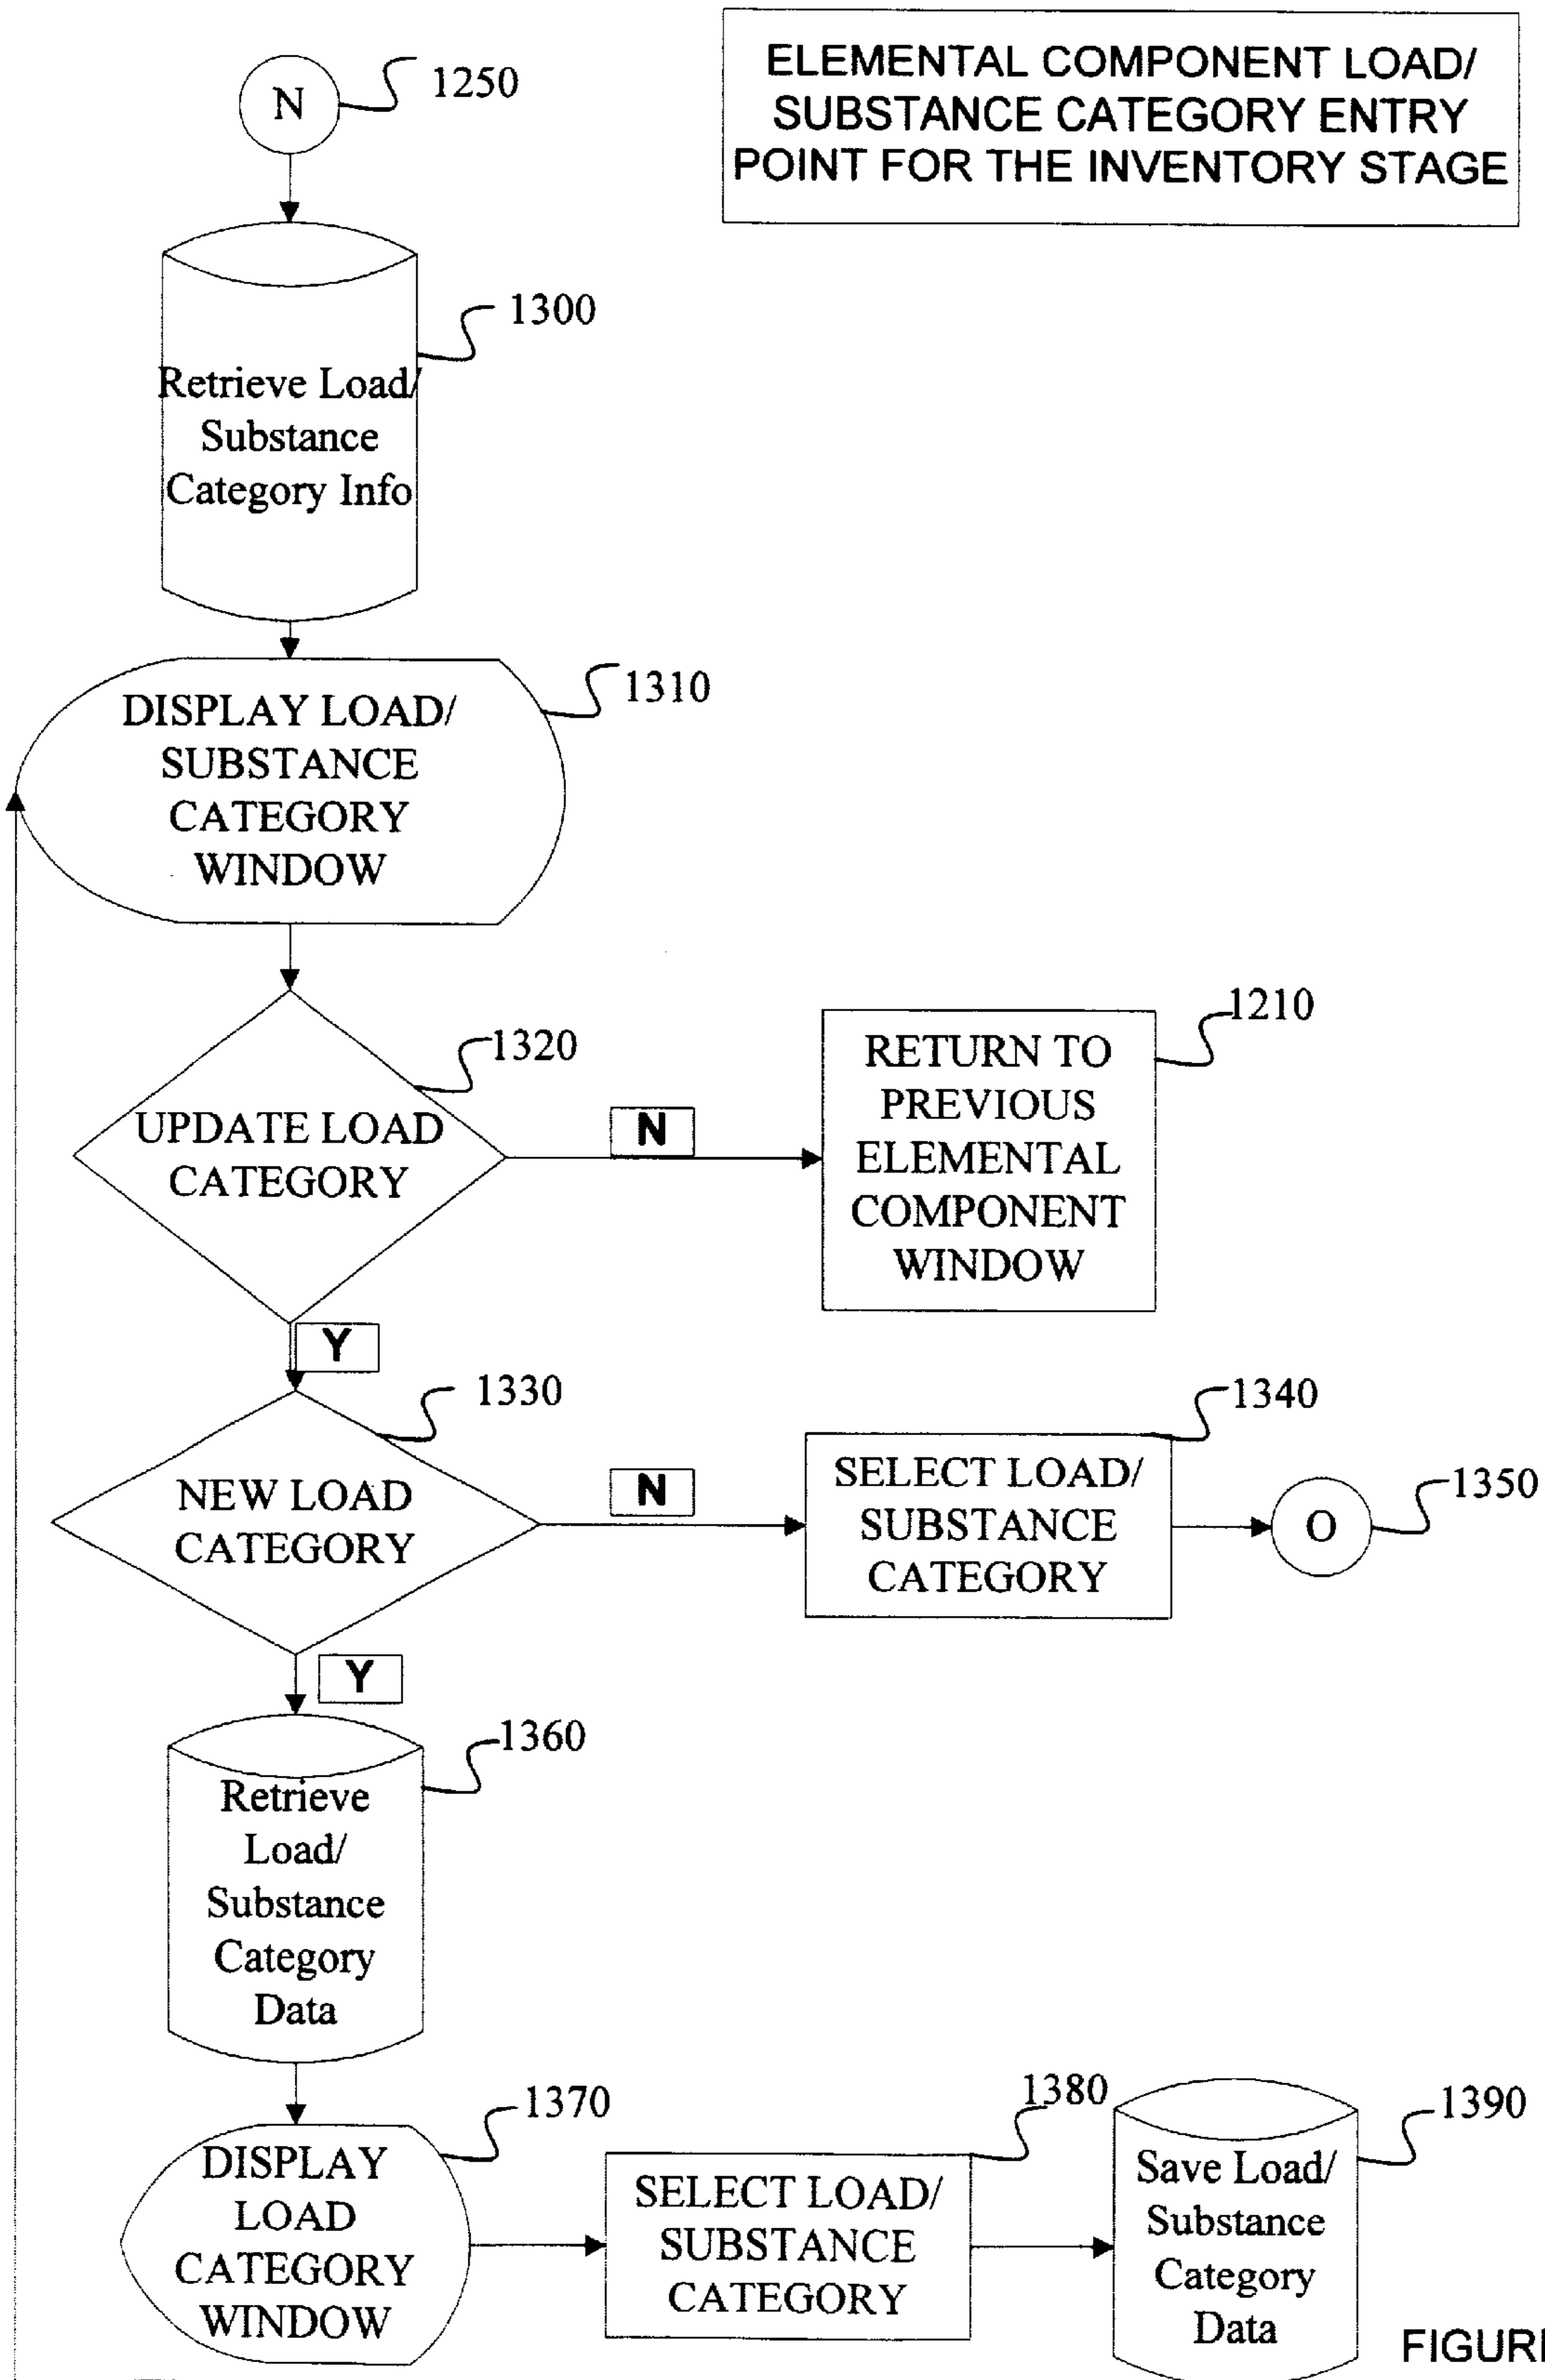 ELEMENTAL COMPONENT LOAD/
SUBSTANCE CATEGORY ENTRY
POINT FOR THE INVENTORY STAGE
N
1250
1300
Retrieve Load/
Substance
Category Info
1310
DISPLAY LOAD/
SUBSTANCE
CATEGORY
WINDOW
1320
UPDATE LOAD
CATEGORY
N
1210
RETURN TO
PREVIOUS
ELEMENTAL
COMPONENT
WINDOW
Y
1330
NEW LOAD
CATEGORY
N
1340
SELECT LOAD/
SUBSTANCE
CATEGORY
O
1350
Y
1360
Retrieve
Load/
Substance
Category
Data
1370
DISPLAY
LOAD
CATEGORY
WINDOW
1380
SELECT LOAD/
SUBSTANCE
CATEGORY
1390
Save Load/
Substance
Category
Data